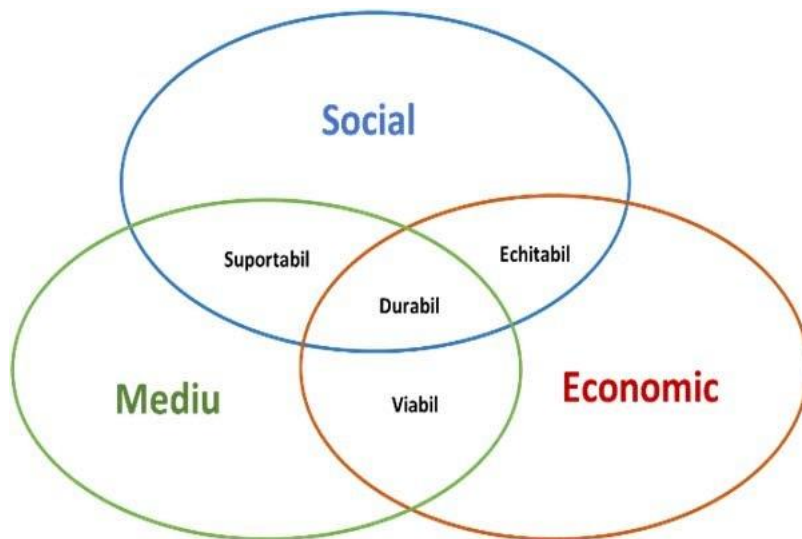 Social
Suportabil
Echitabil
Durabil
Mediu
Economic
Viabil